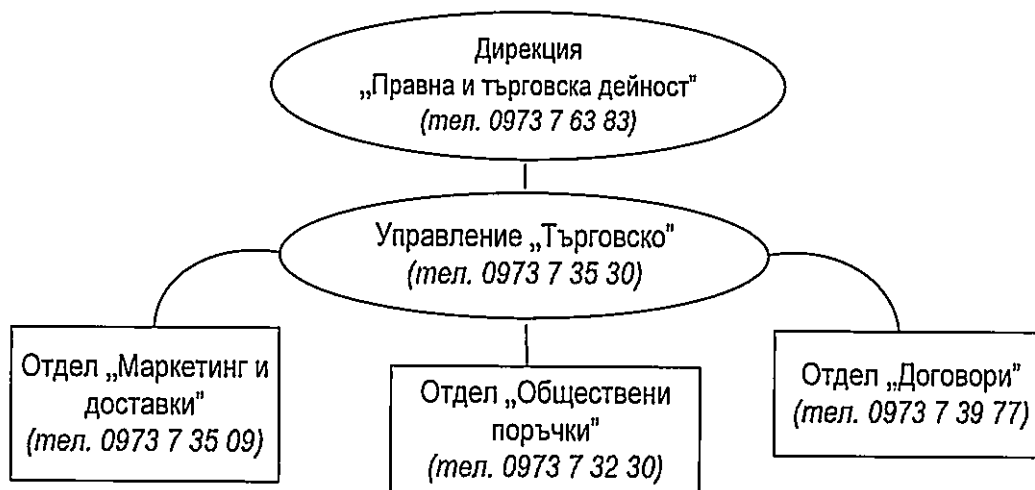 Дирекция
„Правна и търговска дейност"
(тел. 0973 7 63 83)
Управление „Търговско"
(тел. 0973 7 35 30)
Отдел „Маркетинг и
доставки"
(тел. 0973 7 35 09)
Отдел „Обществени
поръчки"
(тел. 0973 7 32 30)
Отдел „Договори"
(тел. 0973 7 39 77)